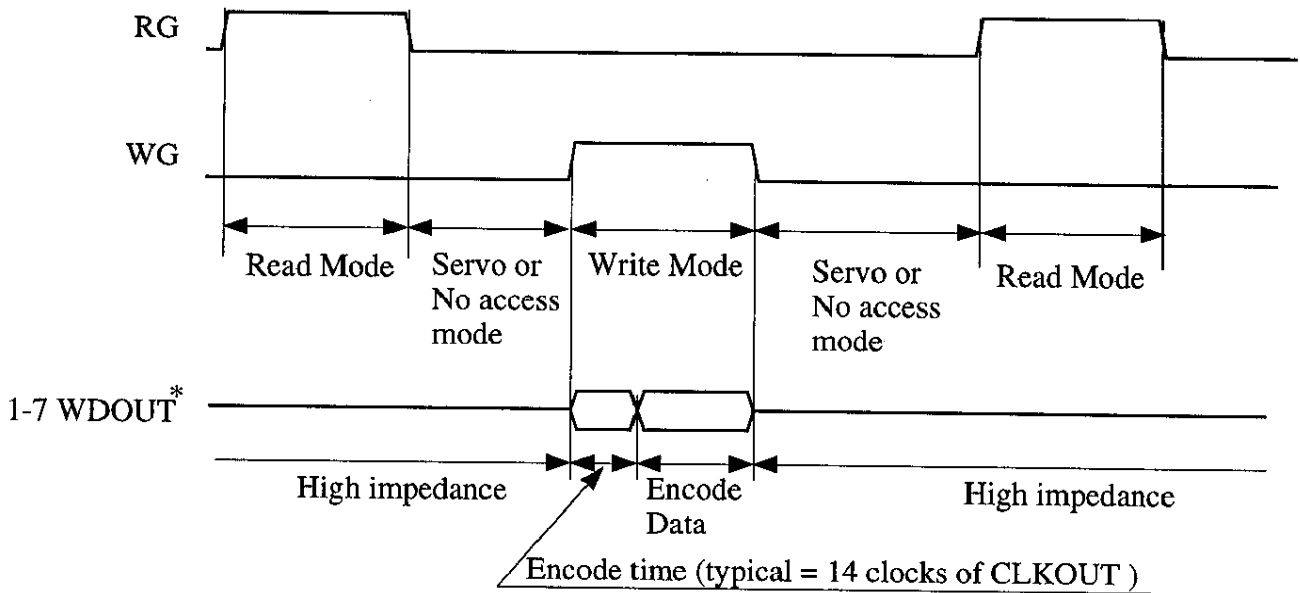 RG
WG
Read Mode
Servo or
No access
mode
Write Mode
Servo or
No access
mode
Read Mode
1-7 WDOUT*
High impedance
Encode
Data
High impedance
Encode time (typical = 14 clocks of CLKOUT )